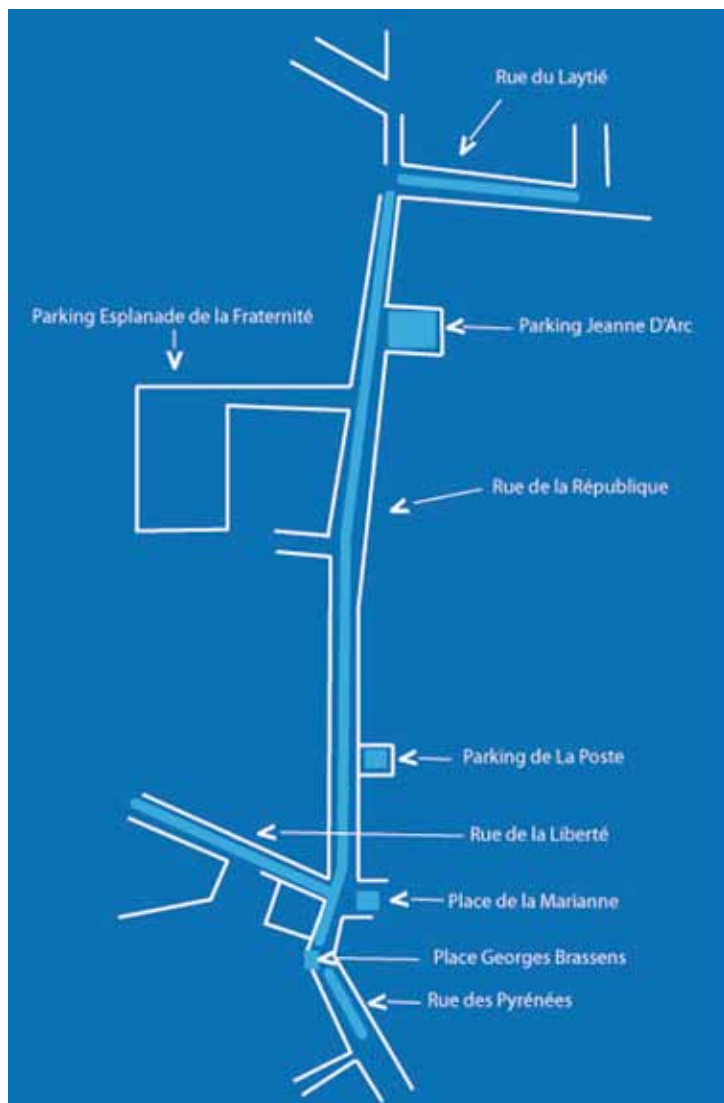 Rue du Laytié
Parking Esplanade de la Fraternité
Parking Jeanne D'Arc
Rue de la République
Parking de La Poste
Rue de la Liberté
Place de la Marianne
Place Georges Brassens
Rue des Pyrénées